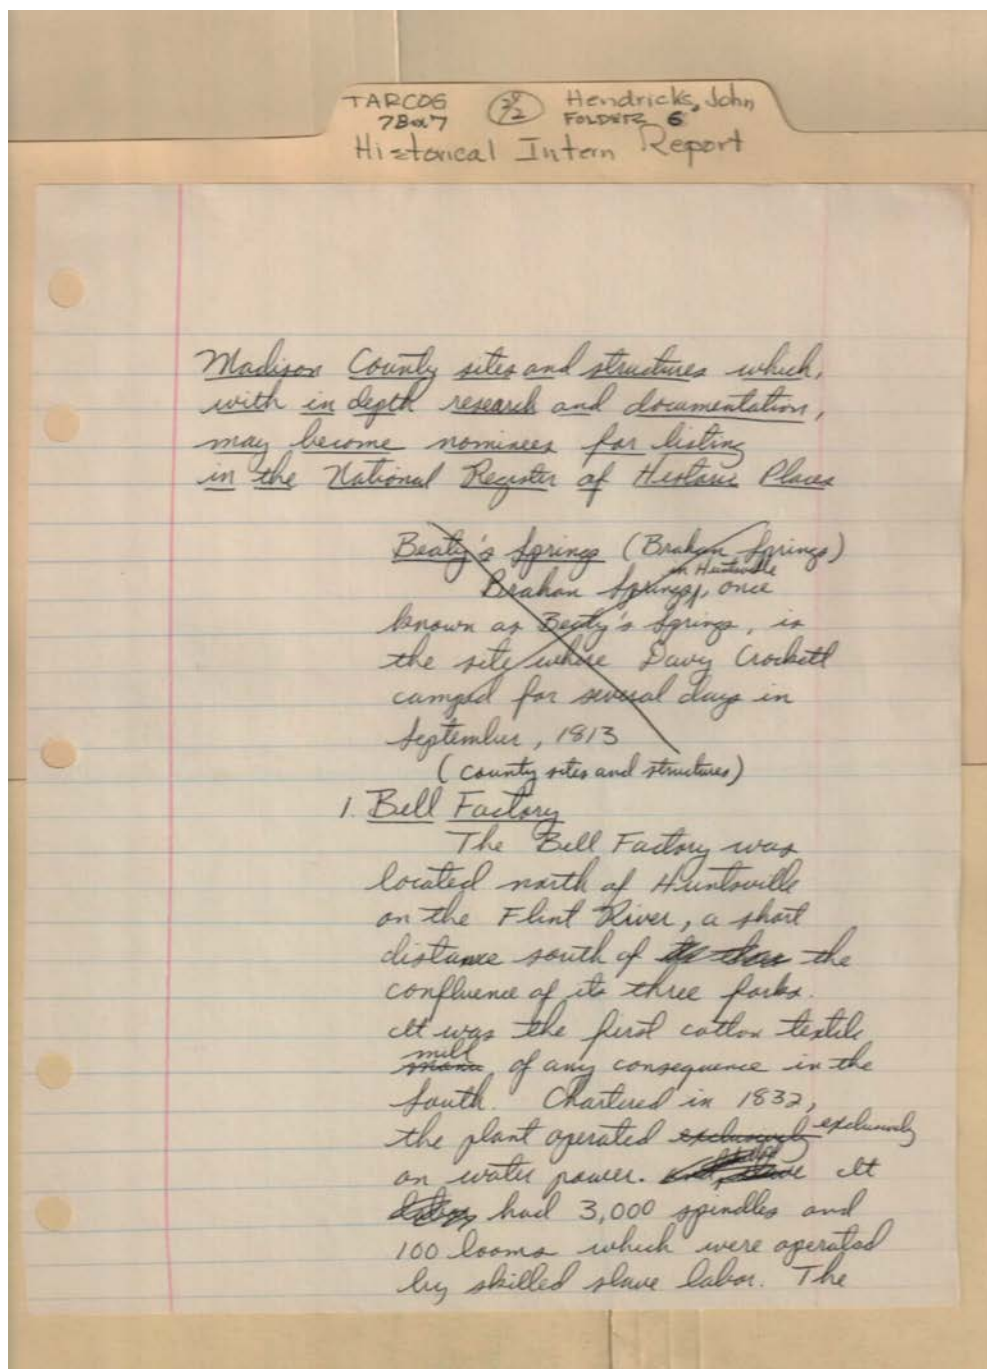 TARCOG Hendricks, John
7B07 FOLDER 6
Historical Intern Report
Madison County sites and structures which,
with in depth research and documentation,
may become nominees for listing
in the National Register of Historic Places
Beaty's Springs (Brahan Springs)
in Huntsville
Brahan Springs, once
known as Beaty's Springs, is
the site where Davy Crockett
camped for several days in
September, 1813
(county sites and structures)
1. Bell Factory
The Bell Factory was
located north of Huntsville
on the Flint River, a short
distance south of the
confluence of its three forks.
It was the first cotton textile
mill
of any consequence in the
South. Chartered in 1832,
the plant operated exclusively exclusively
on water power. It
had 3,000 spindles and
100 looms which were operated
by skilled slave labor. The